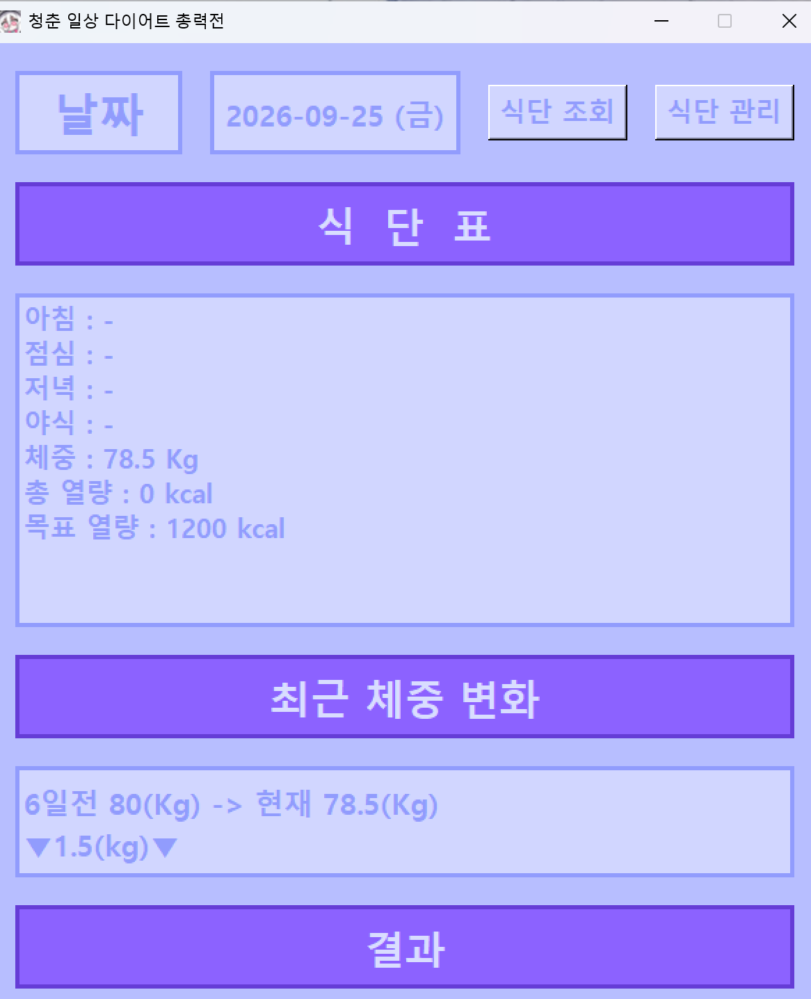 청춘 일상 다이어트 총력전
날짜
2026-09-25 (금)
식단 조회
식단 관리
식 단 표
아침 : -
점심 : -
저녁 : -
야식 : -
체중 : 78.5 Kg
총 열량 : 0 kcal
목표 열량 : 1200 kcal
최근 체중 변화
6일전 80(Kg) -> 현재 78.5(Kg)
▼1.5(kg)▼
결과